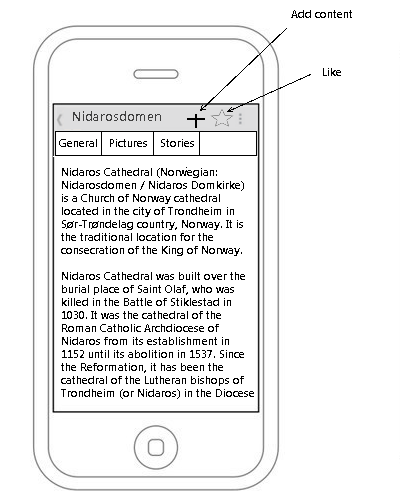 Add content
Like
Nidarosdomen
General Pictures Stories
Nidaros Cathedral (Norwegian:
Nidarosdomen / Nidaros Domkirke)
is a Church of Norway cathedral
located in the city of Trondheim in
Sør-Trøndelag country, Norway. It is
the traditional location for the
consecration of the King of Norway.
Nidaros Cathedral was built over the
burial place of Saint Olaf, who was
killed in the Battle of Stiklestad in
1030. It was the cathedral of the
Roman Catholic Archdiocese of
Nidaros from its establishment in
1152 until its abolition in 1537. Since
the Reformation, it has been the
cathedral of the Lutheran bishops of
Trondheim (or Nidaros) in the Diocese